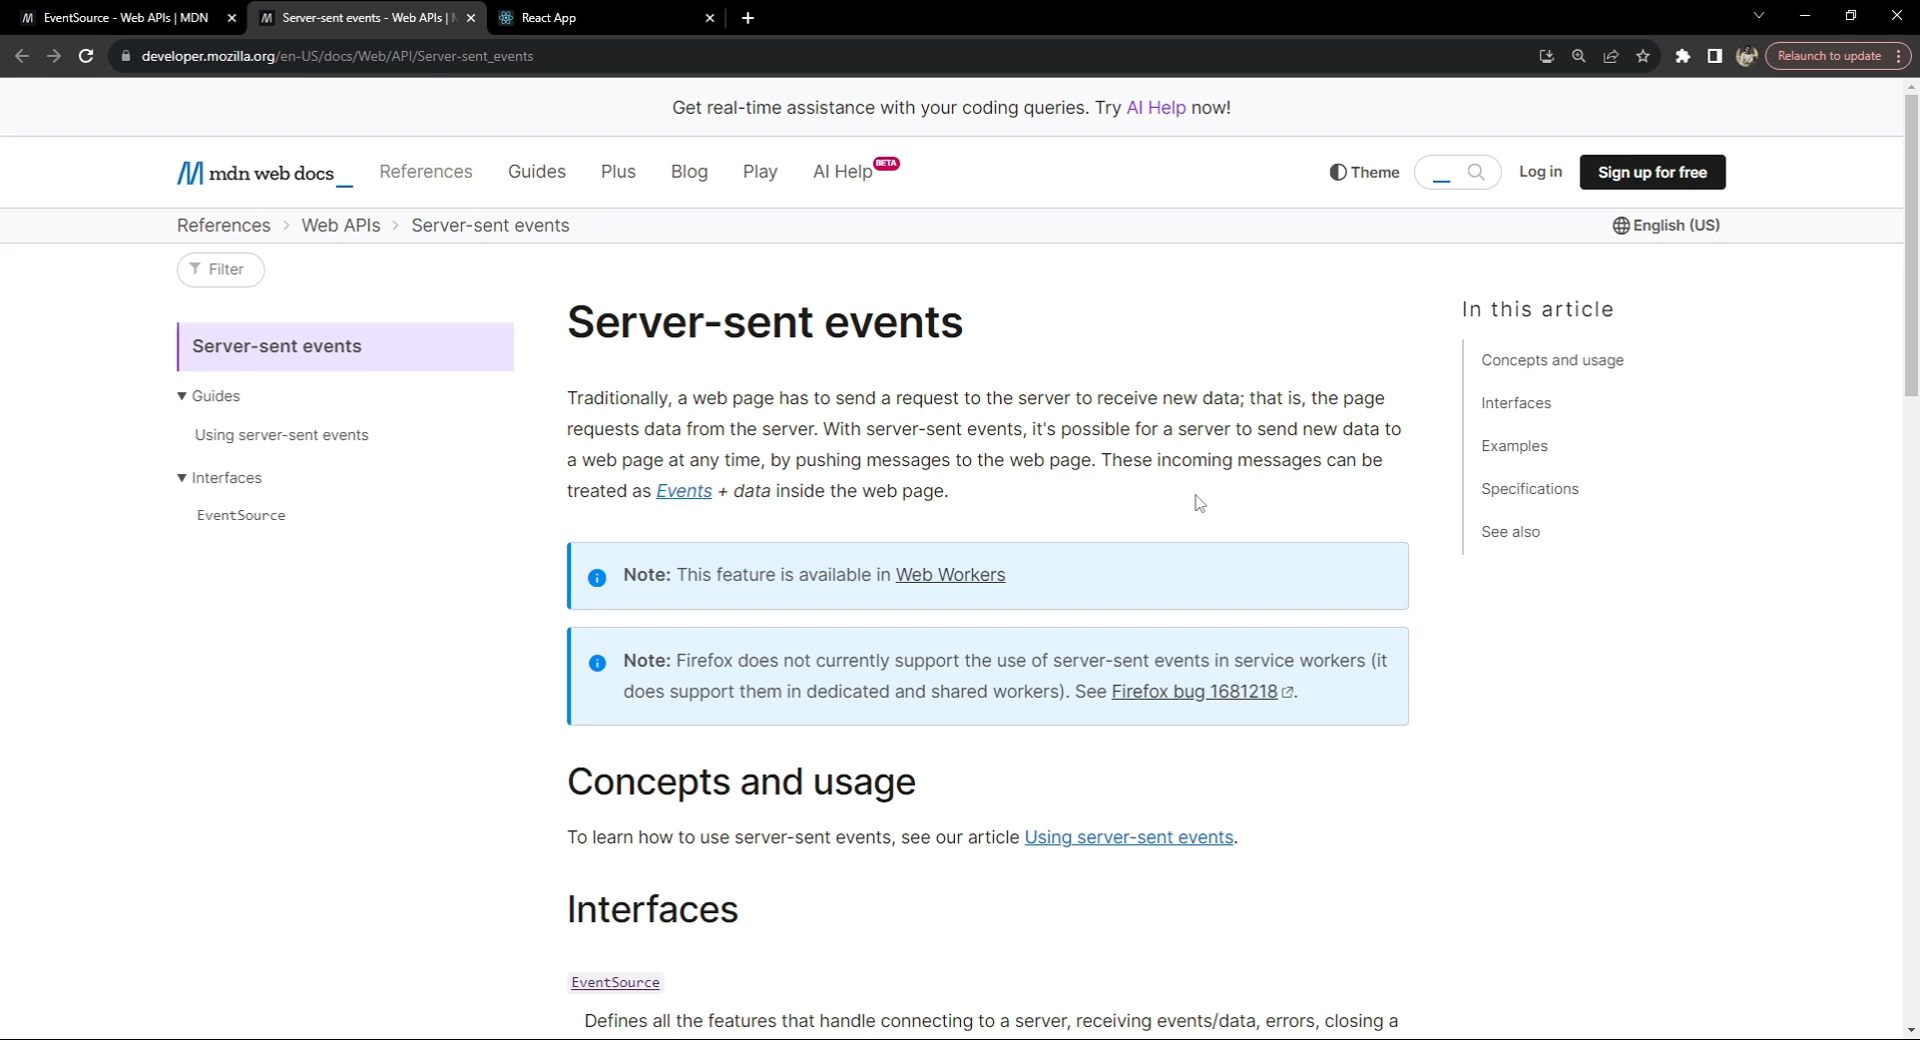 EventSource - Web APIs | MDN
Server-sent events - Web APIs |
React App
developer.mozilla.org/en-US/docs/Web/API/Server-sent_events
Relaunch to update
Get real-time assistance with your coding queries. Try AI Help now!
mdn web docs_
References
Guides
Plus
Blog
Play
AI Help
BETA
Theme
Log in
Sign up for free
References > Web APIs > Server-sent events
English (US)
Filter
Server-sent events
Guides
Using server-sent events
Interfaces
EventSource
Server-sent events
Traditionally, a web page has to send a request to the server to receive new data; that is, the page
requests data from the server. With server-sent events, it's possible for a server to send new data to
a web page at any time, by pushing messages to the web page. These incoming messages can be
treated as Events + data inside the web page.
Note: This feature is available in Web Workers
Note: Firefox does not currently support the use of server-sent events in service workers (it
does support them in dedicated and shared workers). See Firefox bug 1681218.
Concepts and usage
To learn how to use server-sent events, see our article Using server-sent events.
Interfaces
EventSource
Defines all the features that handle connecting to a server, receiving events/data, errors, closing a
In this article
Concepts and usage
Interfaces
Examples
Specifications
See also